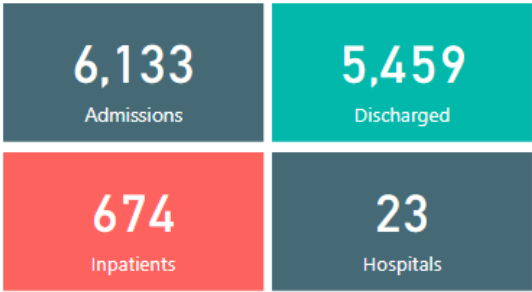 6,133
Admissions
5,459
Discharged
674
Inpatients
23
Hospitals